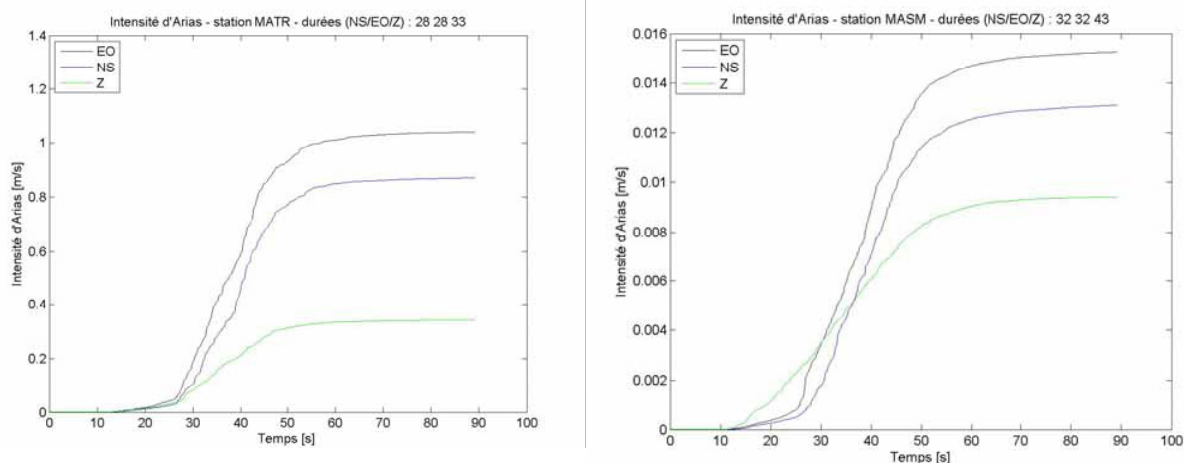 Intensité d'Arias - station MATR - durées (NS/EO/Z) : 28 28 33
1.4
1.2
1
0.8
0.6
0.4
0.2
0
EO
NS
Z
Intensité d'Arias [m/s]
0 10 20 30 40 50 60 70 80 90 100
Temps [s]
Intensité d'Arias - station MASM - durées (NS/EO/Z) : 32 32 43
0.016
0.014
0.012
0.01
0.008
0.006
0.004
0.002
0
EO
NS
Z
Intensité d'Arias [m/s]
0 10 20 30 40 50 60 70 80 90 100
Temps [s]